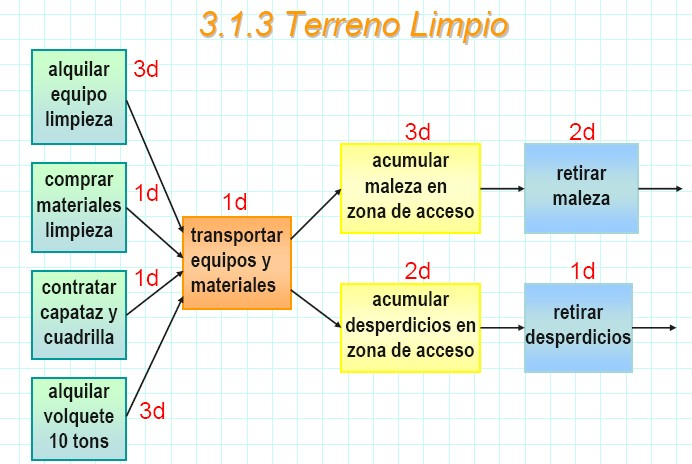 3.1.3 Terreno Limpio
alquilar
equipo
limpieza
3d
comprar
materiales
limpieza
1d
contratar
capataz y
cuadrilla
1d
alquilar
volquete
10 tons
3d
1d
transportar
equipos y
materiales
3d
acumular
maleza en
zona de acceso
2d
retirar
maleza
2d
acumular
desperdicios en
zona de acceso
1d
retirar
desperdicios